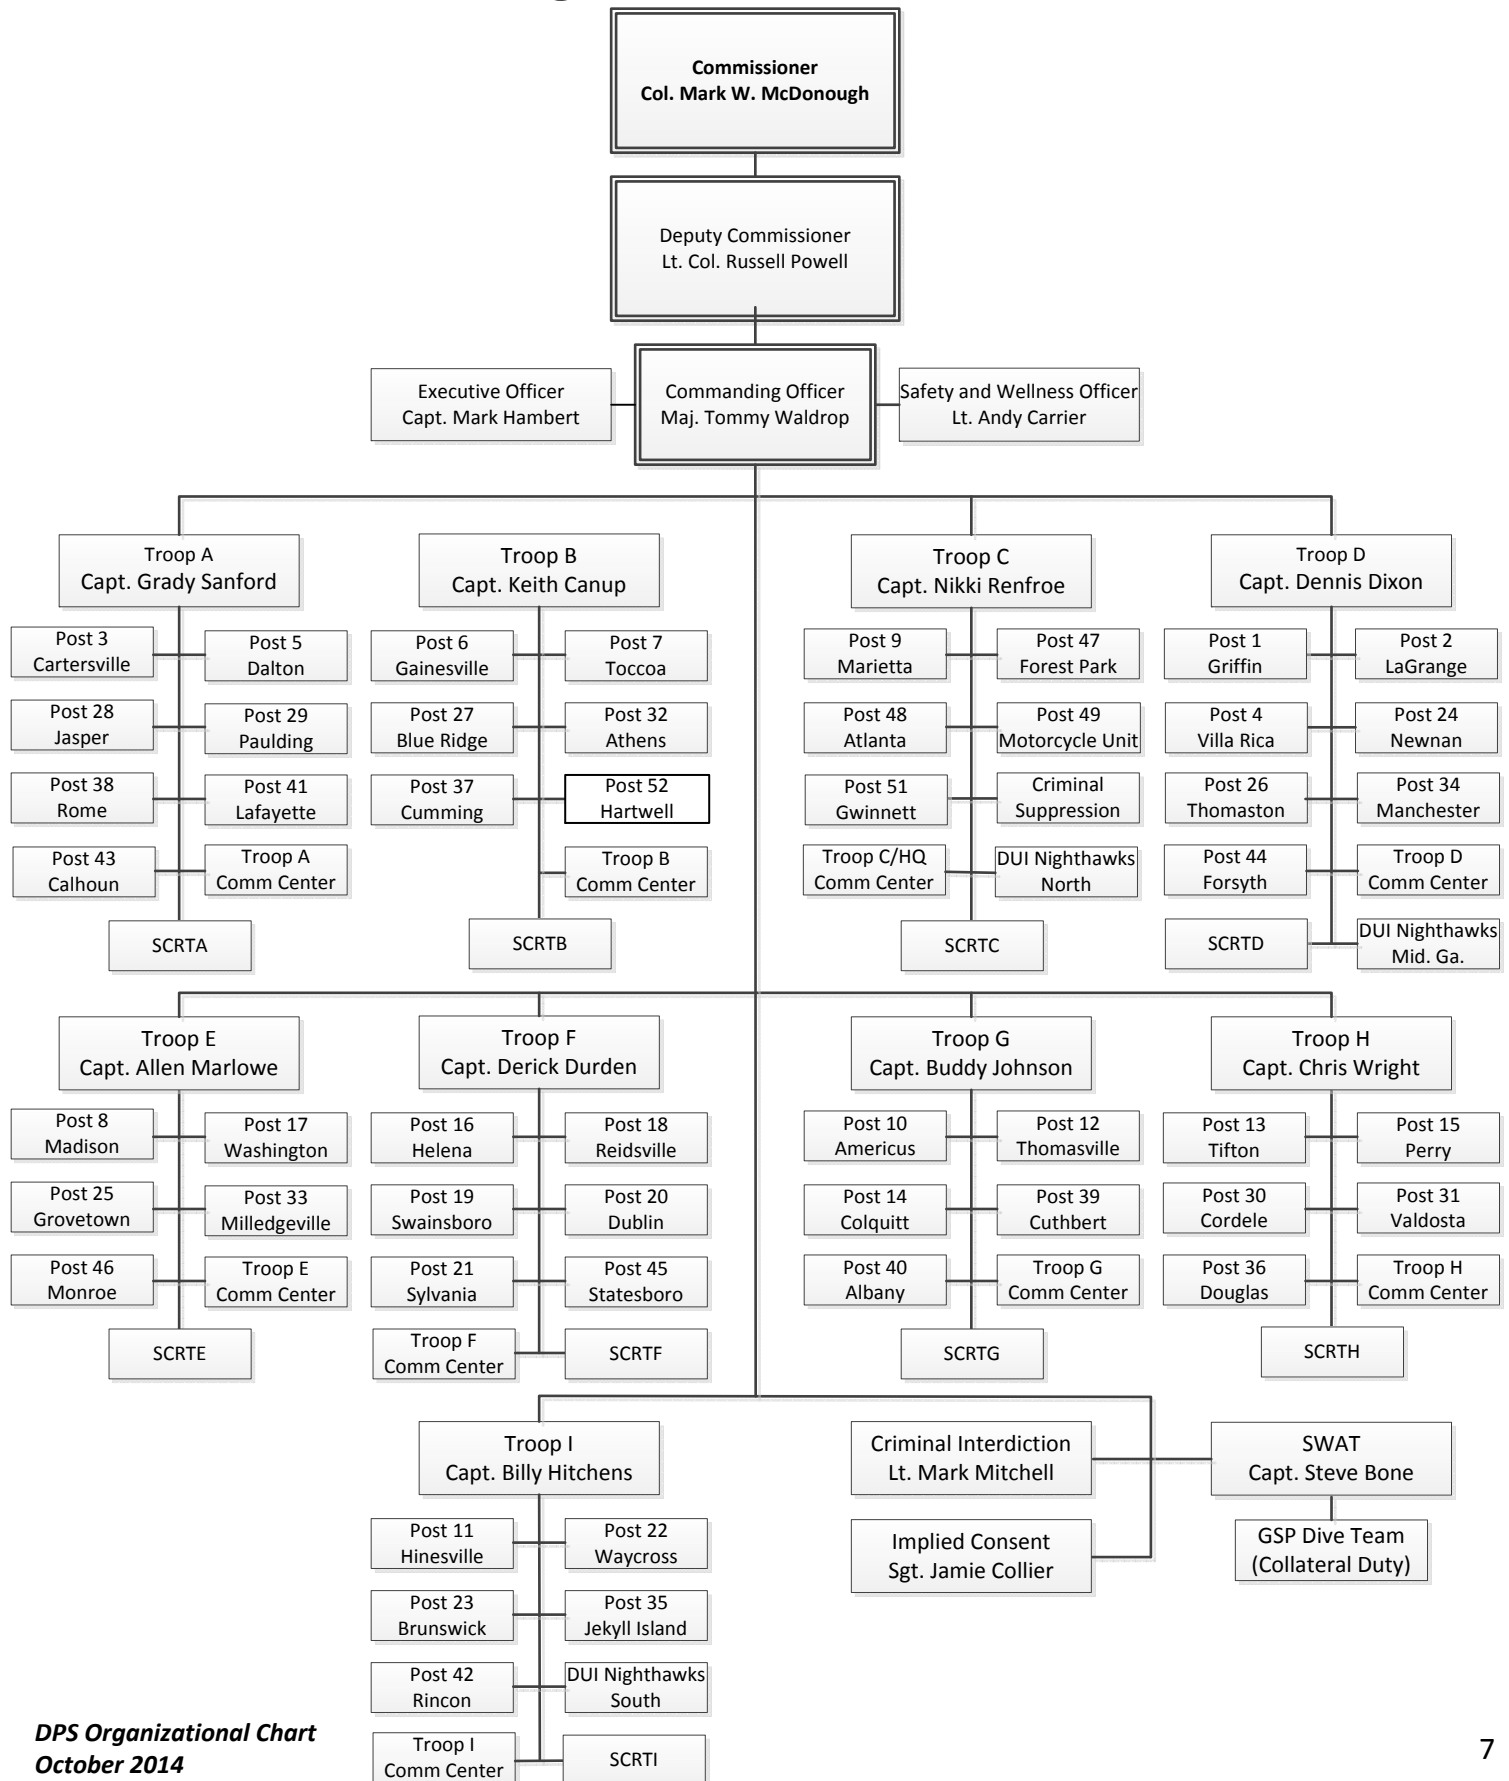 Commissioner
Col. Mark W. McDonough
Deputy Commissioner
Lt. Col. Russell Powell
Executive Officer
Capt. Mark Hambert
Commanding Officer
Maj. Tommy Waldrop
Safety and Wellness Officer
Lt. Andy Carrier
Troop A
Capt. Grady Sanford
Troop B
Capt. Keith Canup
Troop C
Capt. Nikki Renfroe
Troop D
Capt. Dennis Dixon
Post 3
Cartersville
Post 5
Dalton
Post 6
Gainesville
Post 7
Toccoa
Post 9
Marietta
Post 47
Forest Park
Post 1
Griffin
Post 2
LaGrange
Post 28
Jasper
Post 29
Paulding
Post 27
Blue Ridge
Post 32
Athens
Post 48
Atlanta
Post 49
Motorcycle Unit
Post 4
Villa Rica
Post 24
Newnan
Post 38
Rome
Post 41
Lafayette
Post 37
Cumming
Post 52
Hartwell
Post 51
Gwinnett
Criminal
Suppression
Post 26
Thomaston
Post 34
Manchester
Post 43
Calhoun
Troop A
Comm Center
Troop B
Comm Center
Troop C/HQ
Comm Center
DUI Nighthawks
North
Post 44
Forsyth
Troop D
Comm Center
SCRTA
SCRTB
SCRTC
SCRTD
DUI Nighthawks
Mid. Ga.
Troop E
Capt. Allen Marlowe
Troop F
Capt. Derick Durden
Troop G
Capt. Buddy Johnson
Troop H
Capt. Chris Wright
Post 8
Madison
Post 17
Washington
Post 16
Helena
Post 18
Reidsville
Post 10
Americus
Post 12
Thomasville
Post 13
Tifton
Post 15
Perry
Post 25
Grovetown
Post 33
Milledgeville
Post 19
Swainsboro
Post 20
Dublin
Post 14
Colquitt
Post 39
Cuthbert
Post 30
Cordele
Post 31
Valdosta
Post 46
Monroe
Troop E
Comm Center
Post 21
Sylvania
Post 45
Statesboro
Post 40
Albany
Troop G
Comm Center
Post 36
Douglas
Troop H
Comm Center
SCRTE
Troop F
Comm Center
SCRTF
SCRTG
SCRTH
Troop I
Capt. Billy Hitchens
Criminal Interdiction
Lt. Mark Mitchell
SWAT
Capt. Steve Bone
Post 11
Hinesville
Post 22
Waycross
Implied Consent
Sgt. Jamie Collier
GSP Dive Team
(Collateral Duty)
Post 23
Brunswick
Post 35
Jekyll Island
Post 42
Rincon
DUI Nighthawks
South
Troop I
Comm Center
SCRTI
DPS Organizational Chart
October 2014
7